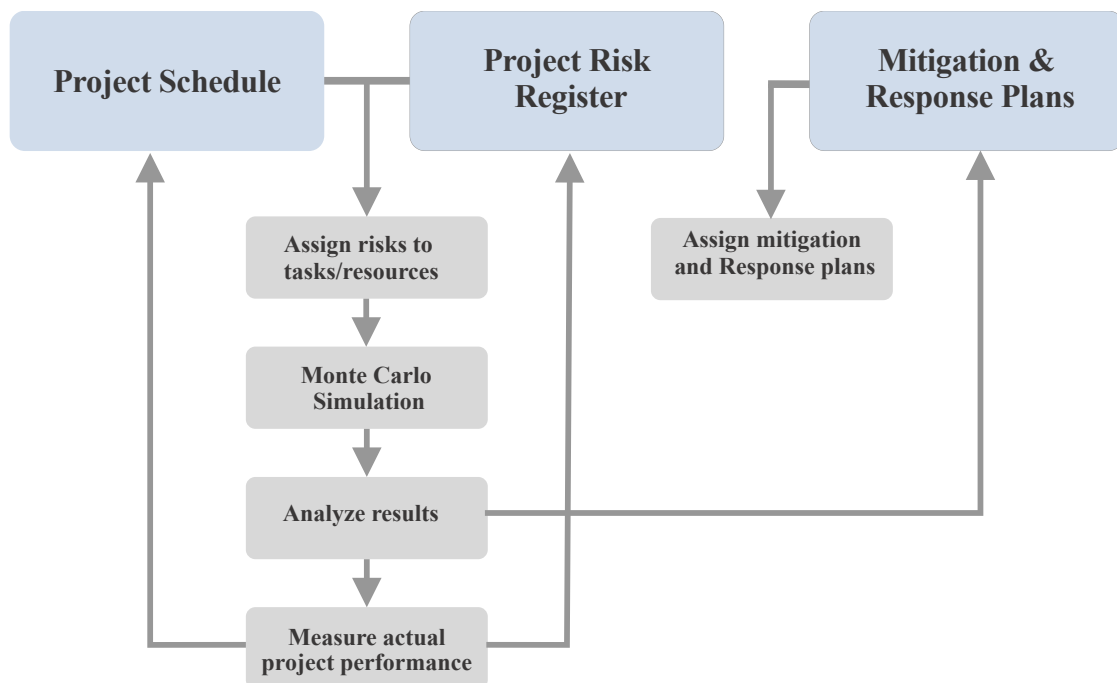 Project Schedule
Project Risk
Register
Mitigation &
Response Plans
Assign risks to
tasks/resources
Assign mitigation
and Response plans
Monte Carlo
Simulation
Analyze results
Measure actual
project performance